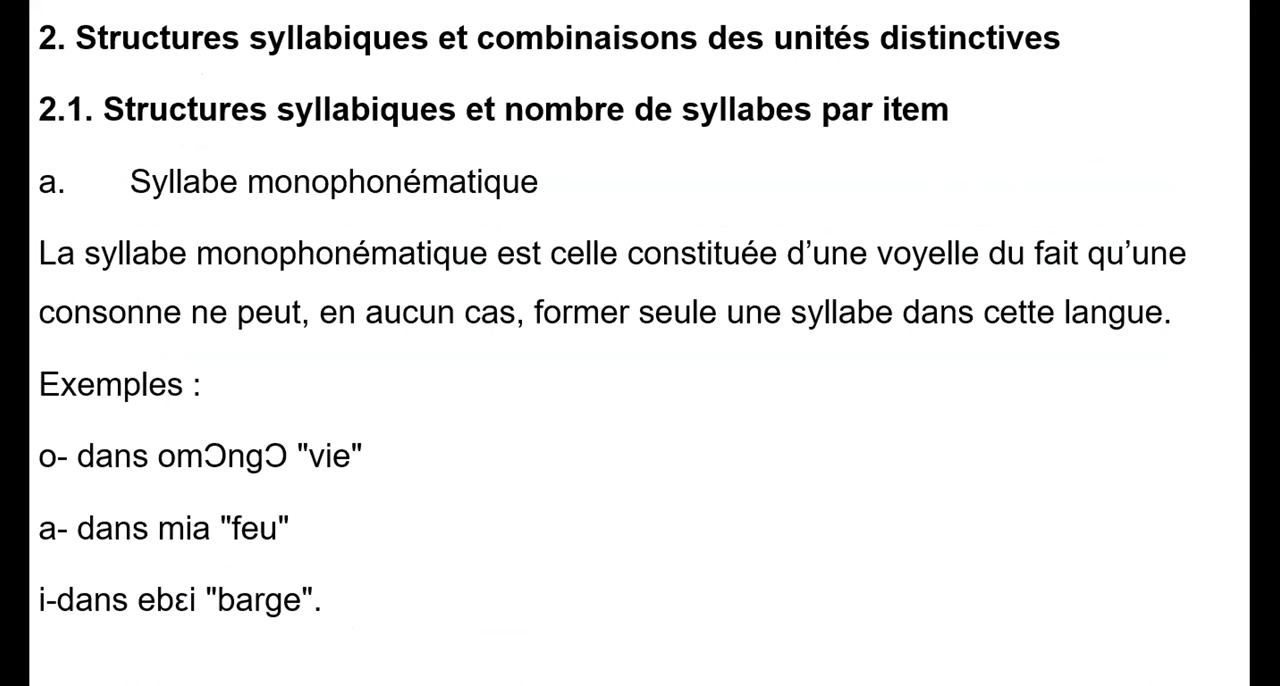 2. Structures syllabiques et combinaisons des unités distinctives
2.1. Structures syllabiques et nombre de syllabes par item
a. Syllabe monophonématique
La syllabe monophonématique est celle constituée d’une voyelle du fait qu’une
consonne ne peut, en aucun cas, former seule une syllabe dans cette langue.
Exemples :
o- dans omƆngƆ "vie"
a- dans mia "feu"
i-dans ebɛi "barge".